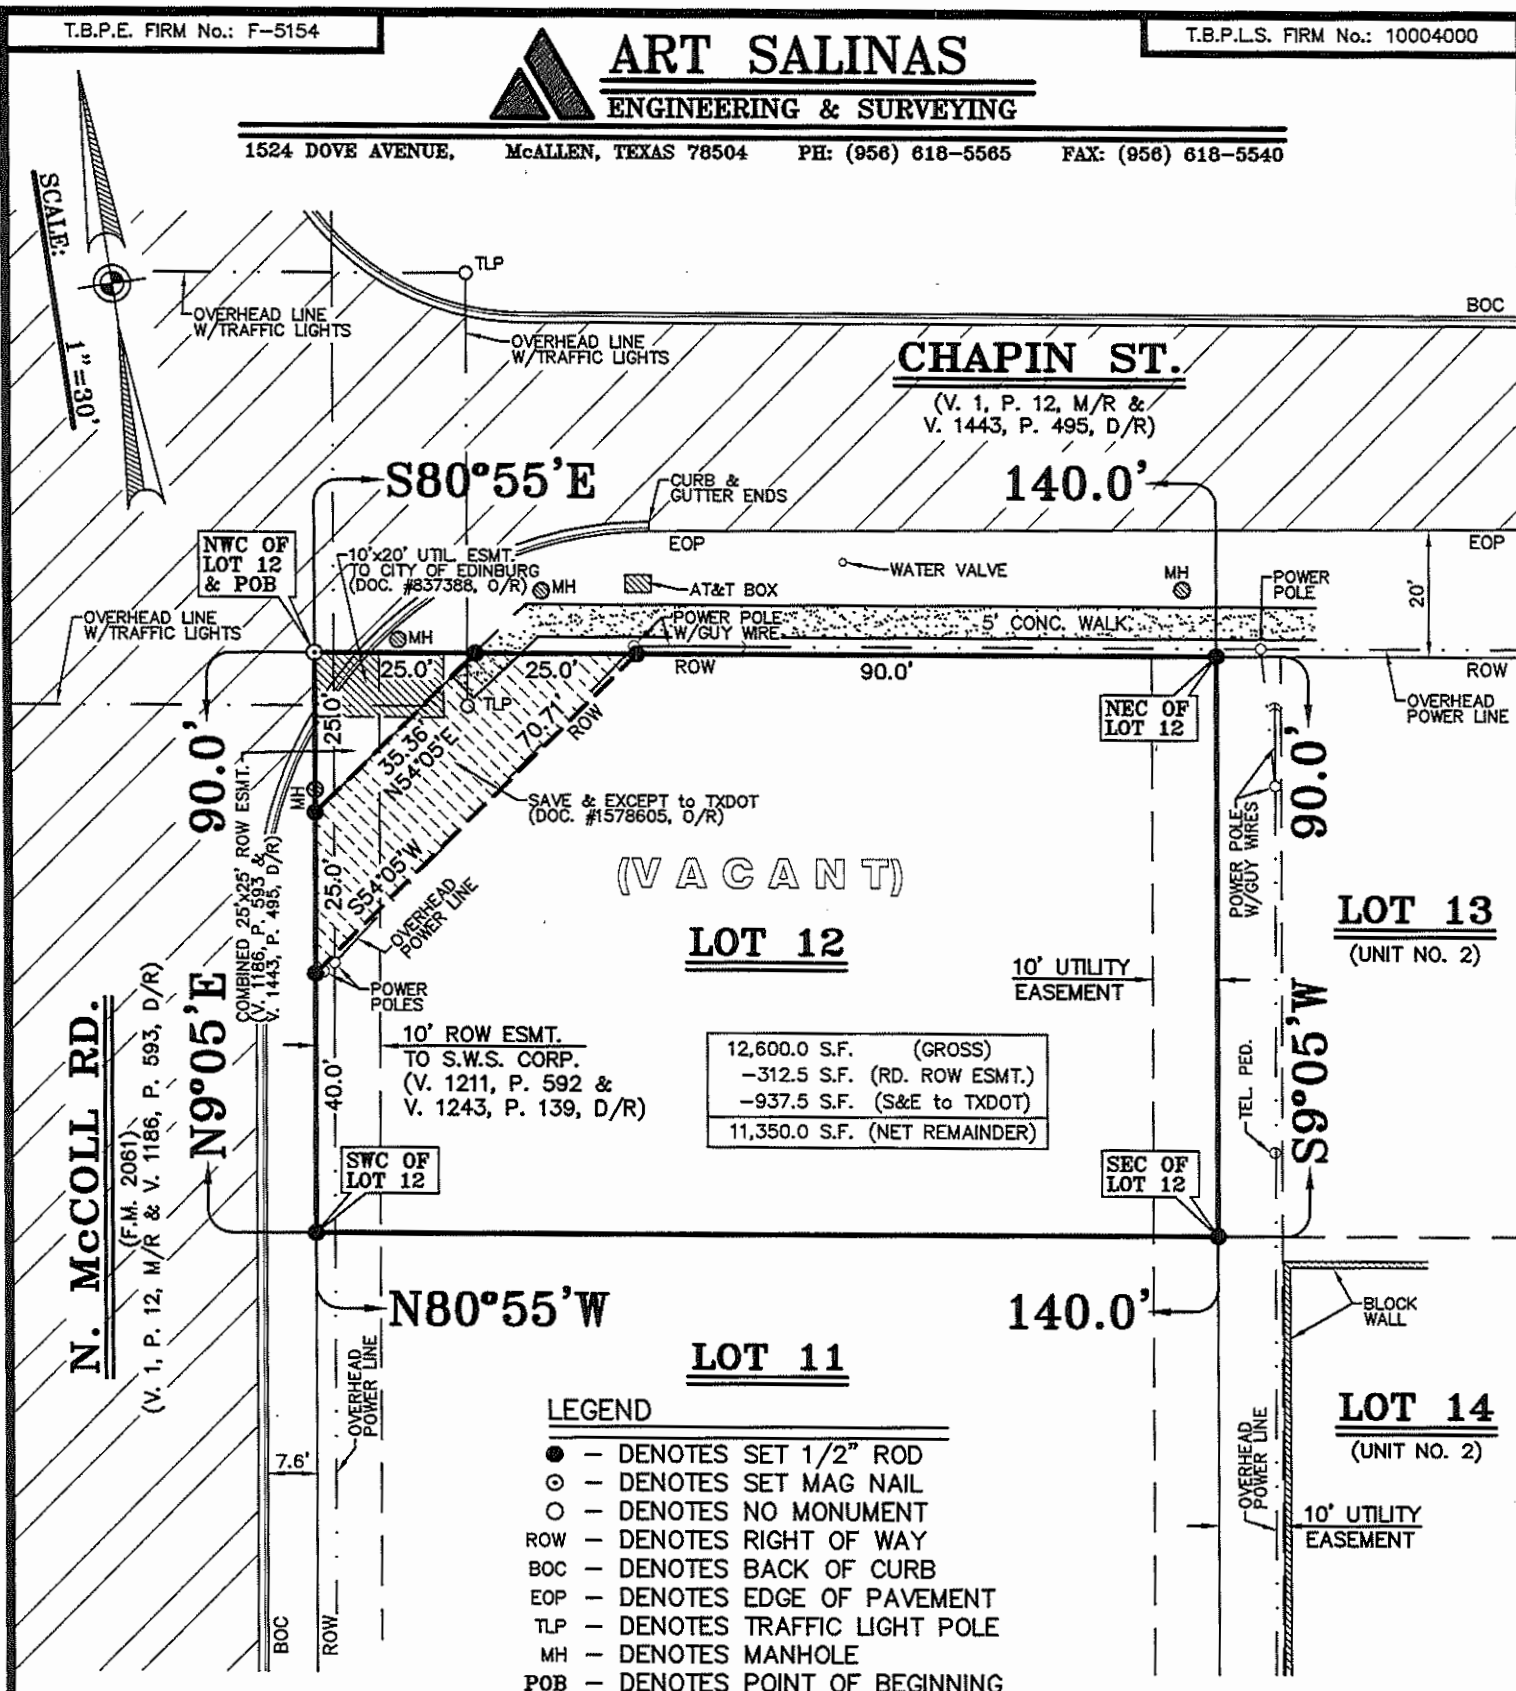 T.B.P.E. FIRM No.: F-5154
T.B.P.L.S. FIRM No.: 10004000
ART SALINAS
ENGINEERING & SURVEYING
1524 DOVE AVENUE, McALLEN, TEXAS 78504 PH: (956) 618-5565 FAX: (956) 618-5540
SCALE:
1"=30'
TLP
OVERHEAD LINE
W/TRAFFIC LIGHTS
OVERHEAD LINE
W/TRAFFIC LIGHTS
BOC
CHAPIN ST.
(V. 1, P. 12, M/R &
V. 1443, P. 495, D/R)
S80°55'E
140.0'
CURB &
GUTTER ENDS
EOP
EOP
NWC OF
LOT 12
& POB
10'x20' UTIL. ESMT.
TO CITY OF EDINBURG
(DOC. #837388, O/R)
MH
AT&T BOX
WATER VALVE
MH
POWER
POLE
20'
OVERHEAD LINE
W/TRAFFIC LIGHTS
MH
POWER POLE
W/GUY WIRE
5' CONC. WALK
25.0'
25.0'
ROW
90.0'
ROW
OVERHEAD
POWER LINE
NEC OF
LOT 12
TLP
25.0'
35.36'
N54°05'E
70.71'
ROW
90.0'
90.0'
MH
SAVE & EXCEPT to TXDOT
(DOC. #1578605, O/R)
COMBINED 25'x25' ROW ESMT.
(V. 1186, P. 593 &
V. 1443, P. 495, D/R)
25.0'
S54°05'W
OVERHEAD
POWER LINE
(VACANT)
POWER POLE
W/GUY WIRES
LOT 13
(UNIT NO. 2)
LOT 12
10' UTILITY
EASEMENT
POWER
POLES
N9°05'E
S9°05'W
N. McCOLL RD.
(F.M. 2061)
(V. 1, P. 12, M/R & V. 1186, P. 593, D/R)
10' ROW ESMT.
TO S.W.S. CORP.
(V. 1211, P. 592 &
V. 1243, P. 139, D/R)
40.0'
12,600.0 S.F. (GROSS)
-312.5 S.F. (RD. ROW ESMT.)
-937.5 S.F. (S&E to TXDOT)
11,350.0 S.F. (NET REMAINDER)
TEL. PED.
SWC OF
LOT 12
SEC OF
LOT 12
N80°55'W
140.0'
BLOCK
WALL
LOT 11
OVERHEAD
POWER LINE
LOT 14
(UNIT NO. 2)
OVERHEAD
POWER LINE
10' UTILITY
EASEMENT
7.6'
BOC
ROW
LEGEND
● – DENOTES SET 1/2" ROD
⊙ – DENOTES SET MAG NAIL
○ – DENOTES NO MONUMENT
ROW – DENOTES RIGHT OF WAY
BOC – DENOTES BACK OF CURB
EOP – DENOTES EDGE OF PAVEMENT
TLP – DENOTES TRAFFIC LIGHT POLE
MH – DENOTES MANHOLE
POB – DENOTES POINT OF BEGINNING